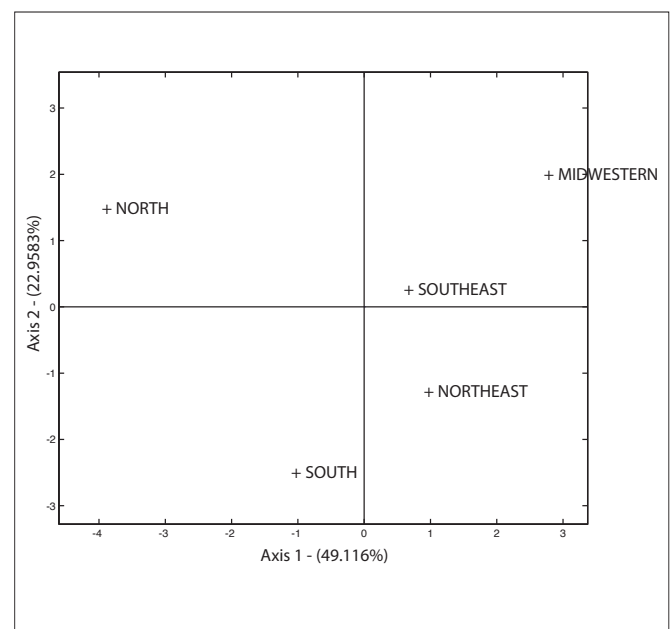 3
2
+ MIDWESTERN
+ NORTH
1
+ SOUTHEAST
0
-1
+ NORTHEAST
-2
+ SOUTH
-3
Axis 2 - (22.9583%)
-4 -3 -2 -1 0 1 2 3
Axis 1 - (49.116%)